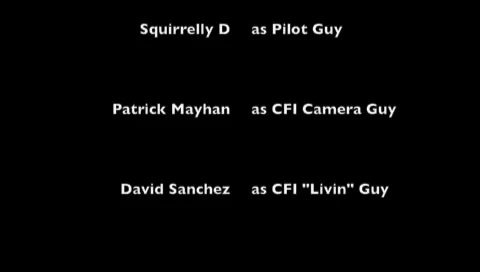 Squirrelly D as Pilot Guy
Patrick Mayhan as CFI Camera Guy
David Sanchez as CFI "Livin" Guy